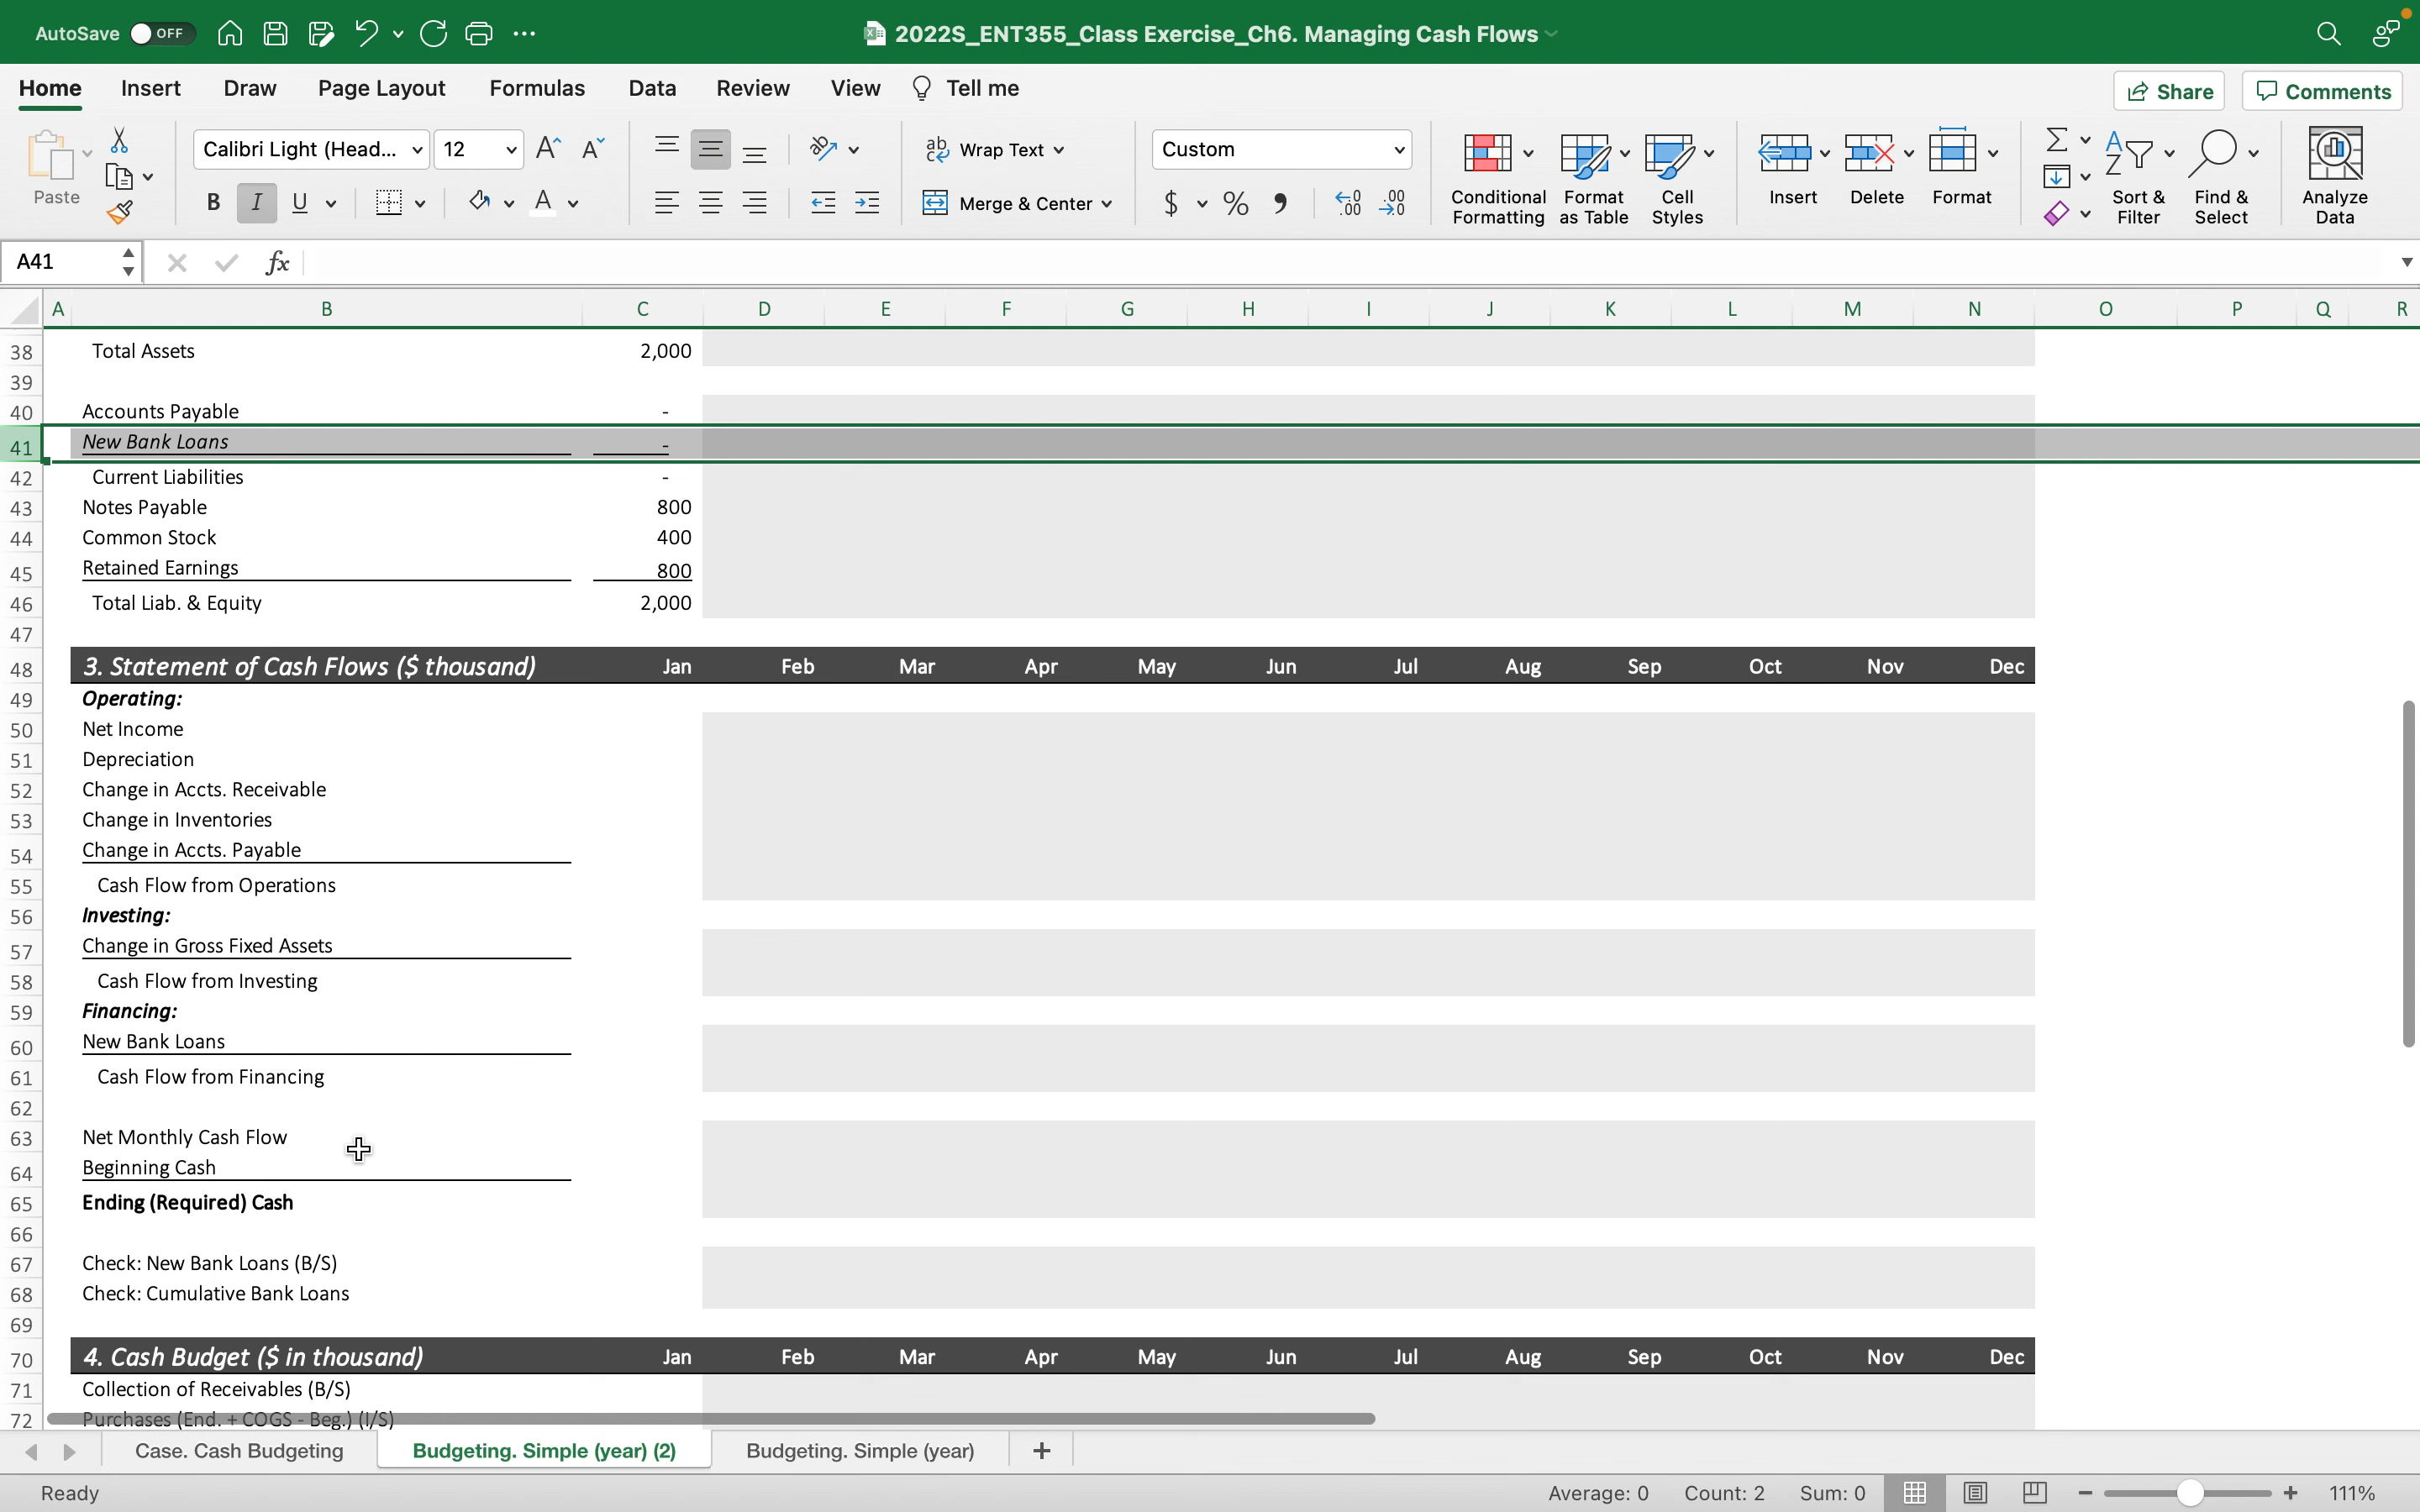 AutoSave OFF 2022S_ENT355_Class Exercise_Ch6. Managing Cash Flows
Home Insert Draw Page Layout Formulas Data Review View Tell me Share Comments
Paste Calibri Light (Head... 12 Wrap Text Custom
B I U Merge & Center $ % Conditional Formatting Format as Table Cell Styles Insert Delete Format Sort & Filter Find & Select Analyze Data
A41 fx
A B C D E F G H I J K L M N O P Q R
38 Total Assets 2,000
39
40 Accounts Payable -
41 New Bank Loans -
42 Current Liabilities -
43 Notes Payable 800
44 Common Stock 400
45 Retained Earnings 800
46 Total Liab. & Equity 2,000
47
48 3. Statement of Cash Flows ($ thousand) Jan Feb Mar Apr May Jun Jul Aug Sep Oct Nov Dec
49 Operating:
50 Net Income
51 Depreciation
52 Change in Accts. Receivable
53 Change in Inventories
54 Change in Accts. Payable
55 Cash Flow from Operations
56 Investing:
57 Change in Gross Fixed Assets
58 Cash Flow from Investing
59 Financing:
60 New Bank Loans
61 Cash Flow from Financing
62
63 Net Monthly Cash Flow
64 Beginning Cash
65 Ending (Required) Cash
66
67 Check: New Bank Loans (B/S)
68 Check: Cumulative Bank Loans
69
70 4. Cash Budget ($ in thousand) Jan Feb Mar Apr May Jun Jul Aug Sep Oct Nov Dec
71 Collection of Receivables (B/S)
72 Purchases (End. + COGS - Beg.) (I/S)
Case. Cash Budgeting Budgeting. Simple (year) (2) Budgeting. Simple (year) +
Ready Average: 0 Count: 2 Sum: 0 111%